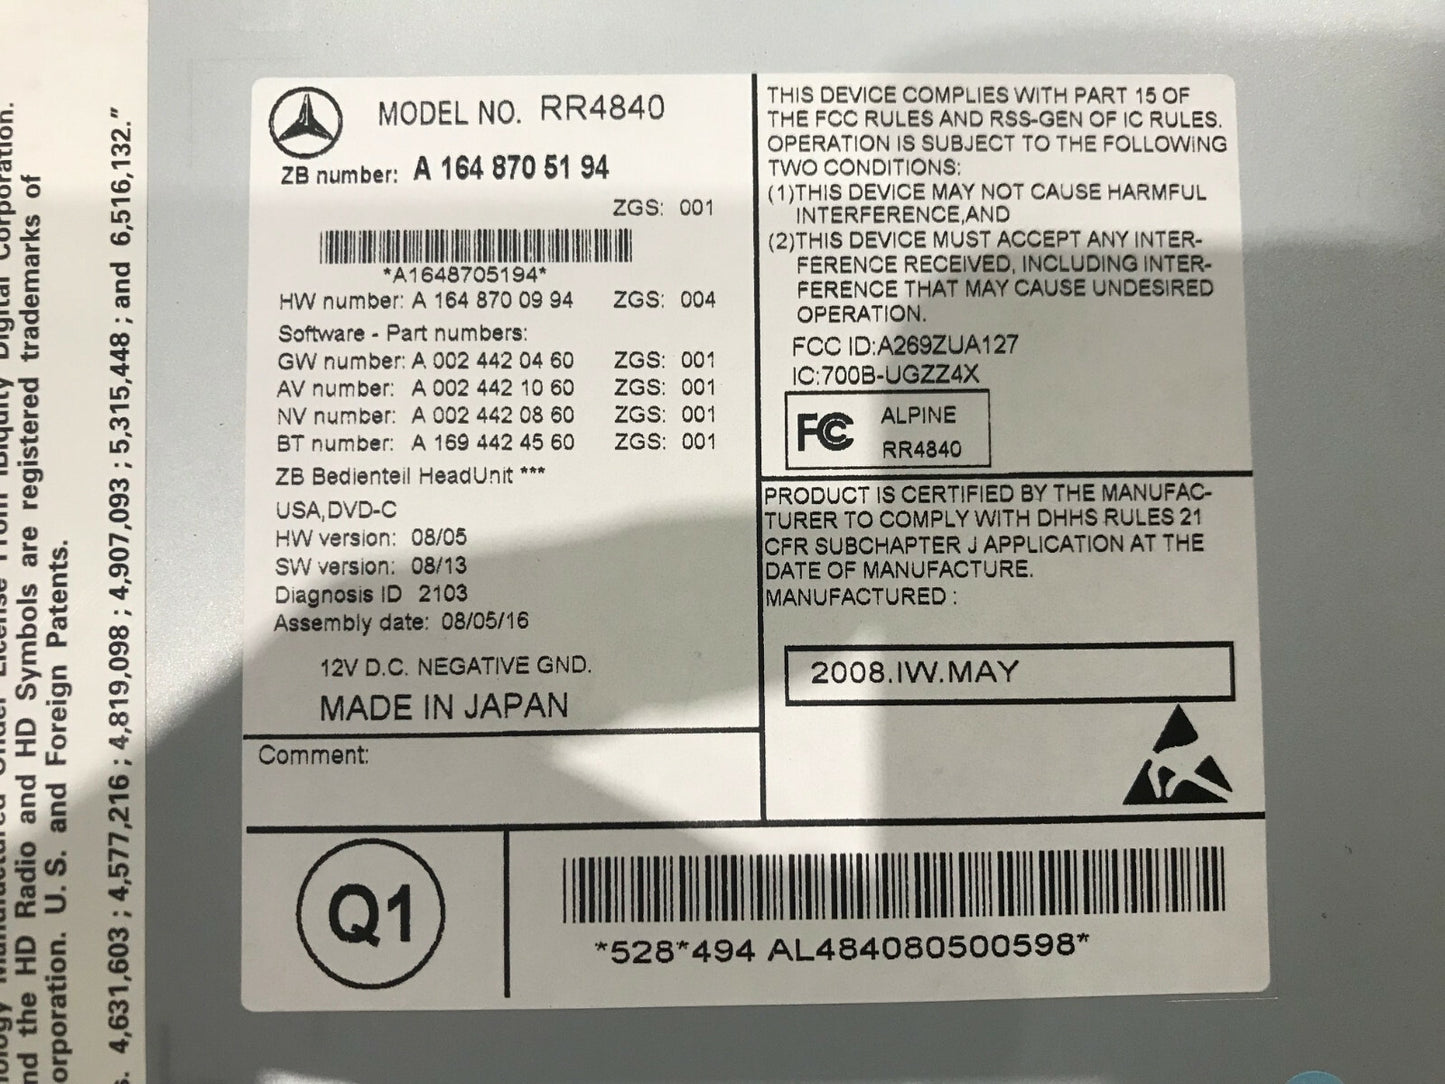 MODEL NO. RR4840
ZB number: A 164 870 51 94
ZGS: 001
*A1648705194*
HW number: A 164 870 09 94 ZGS: 004
Software - Part numbers:
GW number: A 002 442 04 60 ZGS: 001
AV number: A 002 442 10 60 ZGS: 001
NV number: A 002 442 08 60 ZGS: 001
BT number: A 169 442 45 60 ZGS: 001
ZB Bedienteil HeadUnit ***
USA,DVD-C
HW version: 08/05
SW version: 08/13
Diagnosis ID 2103
Assembly date: 08/05/16
12V D.C. NEGATIVE GND.
MADE IN JAPAN
Comment:
THIS DEVICE COMPLIES WITH PART 15 OF
THE FCC RULES AND RSS-GEN OF IC RULES.
OPERATION IS SUBJECT TO THE FOLLOWING
TWO CONDITIONS:
(1)THIS DEVICE MAY NOT CAUSE HARMFUL
INTERFERENCE,AND
(2)THIS DEVICE MUST ACCEPT ANY INTER-
FERENCE RECEIVED, INCLUDING INTER-
FERENCE THAT MAY CAUSE UNDESIRED
OPERATION.
FCC ID:A269ZUA127
IC:700B-UGZZ4X
FC ALPINE
RR4840
PRODUCT IS CERTIFIED BY THE MANUFAC-
TURER TO COMPLY WITH DHHS RULES 21
CFR SUBCHAPTER J APPLICATION AT THE
DATE OF MANUFACTURE.
MANUFACTURED :
2008.IW.MAY
Q1
*528*494 AL484080500598*
nd the HD Radio and HD Symbols are registered trademarks of
orporation. U. S. and Foreign Patents.
s. 4,631,603 ; 4,577,216 ; 4,819,098 ; 4,907,093 ; 5,315,448 ; and 6,516,132."